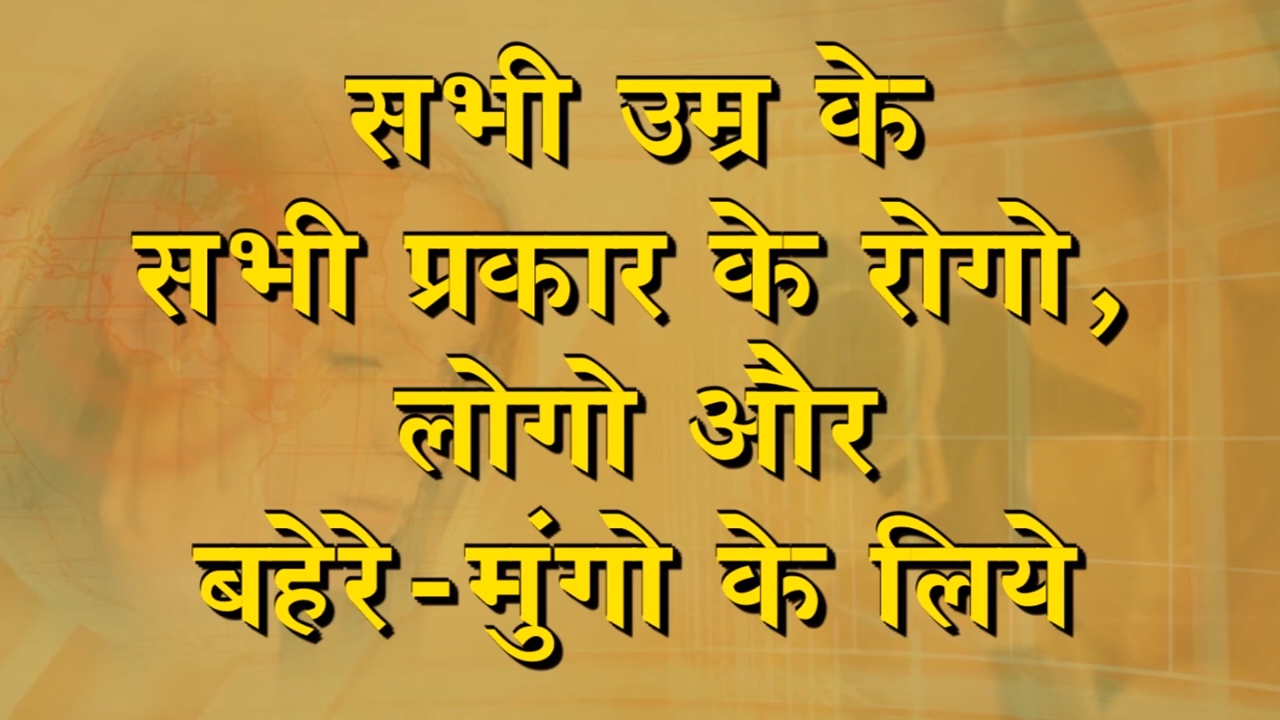 सभी उम्र के
सभी प्रकार के रोगो,
लोगो और
बहेरे-मुंगो के लिये